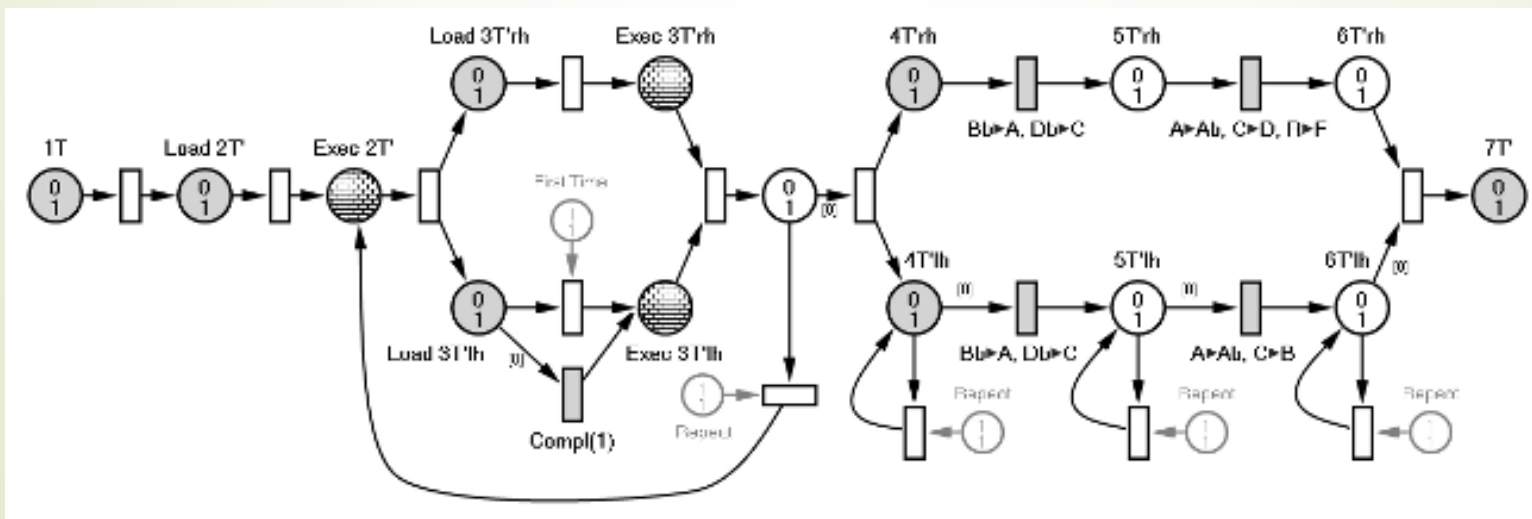 Load 3T'rh Exec 3T'rh 4T'rh 5T'rh 6T'rh
0 0 0 0
1 1 1 1
Bb▸A, Db▸C
1T Load 2T' Exec 2T' First Time 7T'
0 0 0 0
1 1 1 1
[0]
4T'lh 5T'lh 6T'lh
[0] [0] [0]
0 0 0 0
1 1 1 1
Load 3T'lh [0] Exec 3T'lh Bb▸A, Db▸C A▸Ab, C▸B
Repeat Repeat Repeat
Repeat
Compl(1)